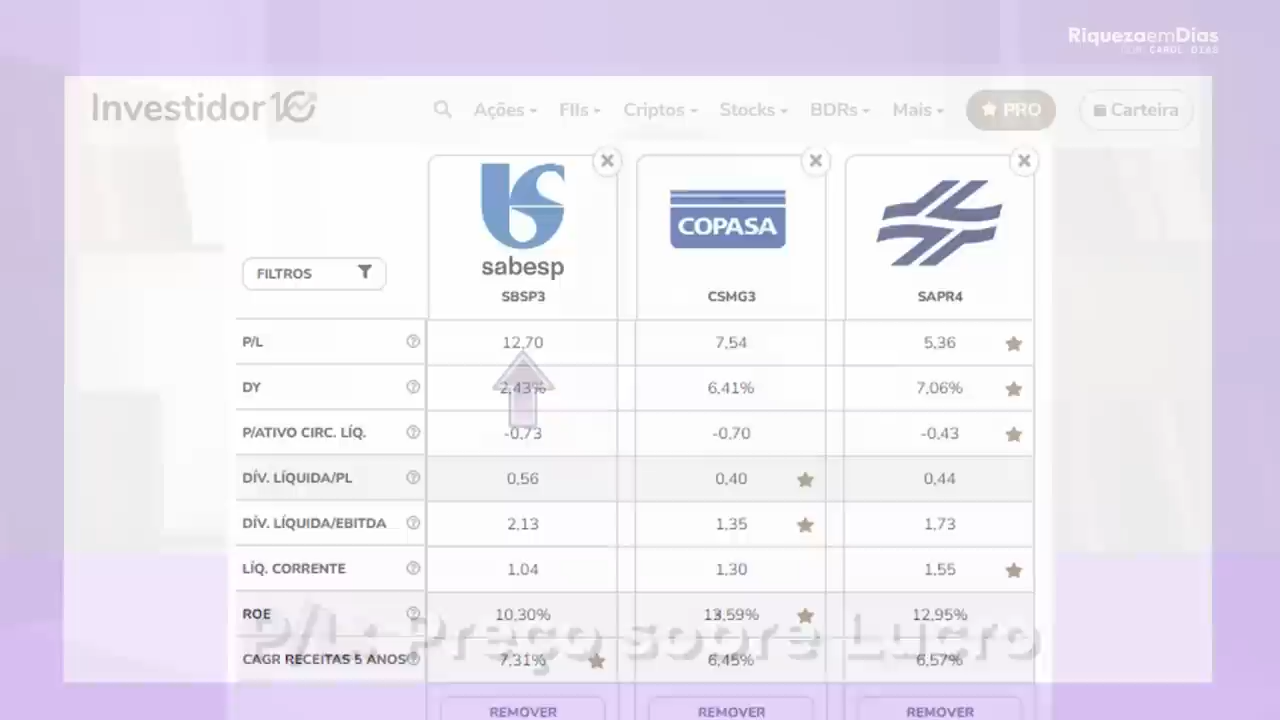 RiquezaemDias
POR CAROL DIAS
Investidor10
Ações FIIs Criptos Stocks BDRs Mais PRO Carteira
sabesp
COPASA
FILTROS
SBSP3 CSMG3 SAPR4
P/L 12,70 7,54 5,36
DY 2,43% 6,41% 7,06%
P/ATIVO CIRC. LÍQ. -0,73 -0,70 -0,43
DÍV. LÍQUIDA/PL 0,56 0,40 0,44
DÍV. LÍQUIDA/EBITDA 2,13 1,35 1,73
LÍQ. CORRENTE 1,04 1,30 1,55
ROE 10,30% 13,59% 12,95%
P/L: Preço sobre Lucro
CAGR RECEITAS 5 ANOS 7,31% 6,45% 6,57%
REMOVER REMOVER REMOVER